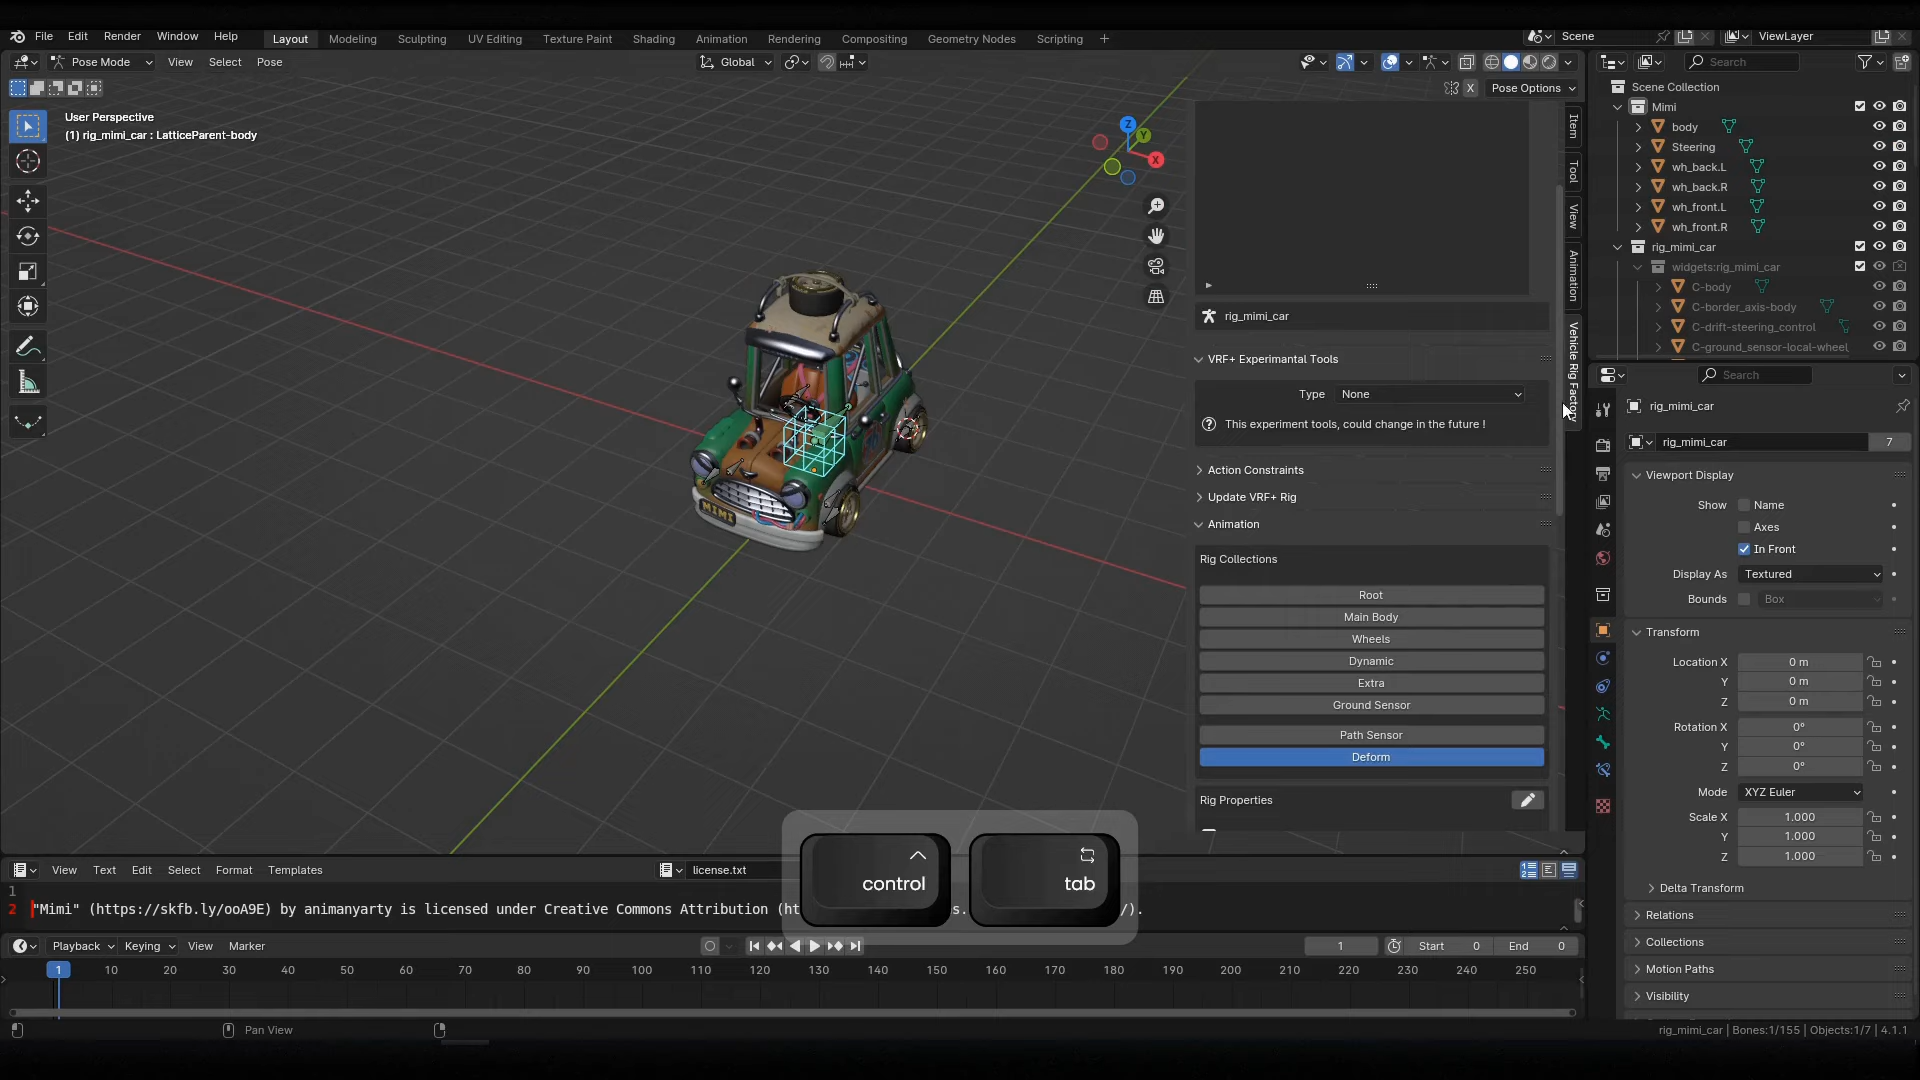 File Edit Render Window Help Layout Modeling Sculpting UV Editing Texture Paint Shading Animation Rendering Compositing Geometry Nodes Scripting + Scene ViewLayer
Pose Mode View Select Pose Global Search
X Pose Options
User Perspective
(1) rig_mimi_car : LatticeParent-body
Z
Y
X
MIMI
Item
Tool
View
Animation
Vehicle Rig Factory
rig_mimi_car
VRF+ Experimantal Tools
Type None
This experiment tools, could change in the future !
Action Constraints
Update VRF+ Rig
Animation
Rig Collections
Root
Main Body
Wheels
Dynamic
Extra
Ground Sensor
Path Sensor
Deform
Rig Properties
Scene Collection
Mimi
body
Steering
wh_back.L
wh_back.R
wh_front.L
wh_front.R
rig_mimi_car
widgets:rig_mimi_car
C-body
C-border_axis-body
C-drift-steering_control
C-ground_sensor-local-wheel
Search
rig_mimi_car
rig_mimi_car 7
Viewport Display
Show Name
Axes
In Front
Display As Textured
Bounds Box
Transform
Location X 0 m
Y 0 m
Z 0 m
Rotation X 0°
Y 0°
Z 0°
Mode XYZ Euler
Scale X 1.000
Y 1.000
Z 1.000
Delta Transform
Relations
Collections
Motion Paths
Visibility
control tab
View Text Edit Select Format Templates license.txt
1
2 "Mimi" (https://skfb.ly/ooA9E) by animanyarty is licensed under Creative Commons Attribution (ht s. /).
Playback Keying View Marker 1 Start 0 End 0
1 10 20 30 40 50 60 70 80 90 100 110 120 130 140 150 160 170 180 190 200 210 220 230 240 250
Pan View
rig_mimi_car | Bones:1/155 | Objects:1/7 | 4.1.1